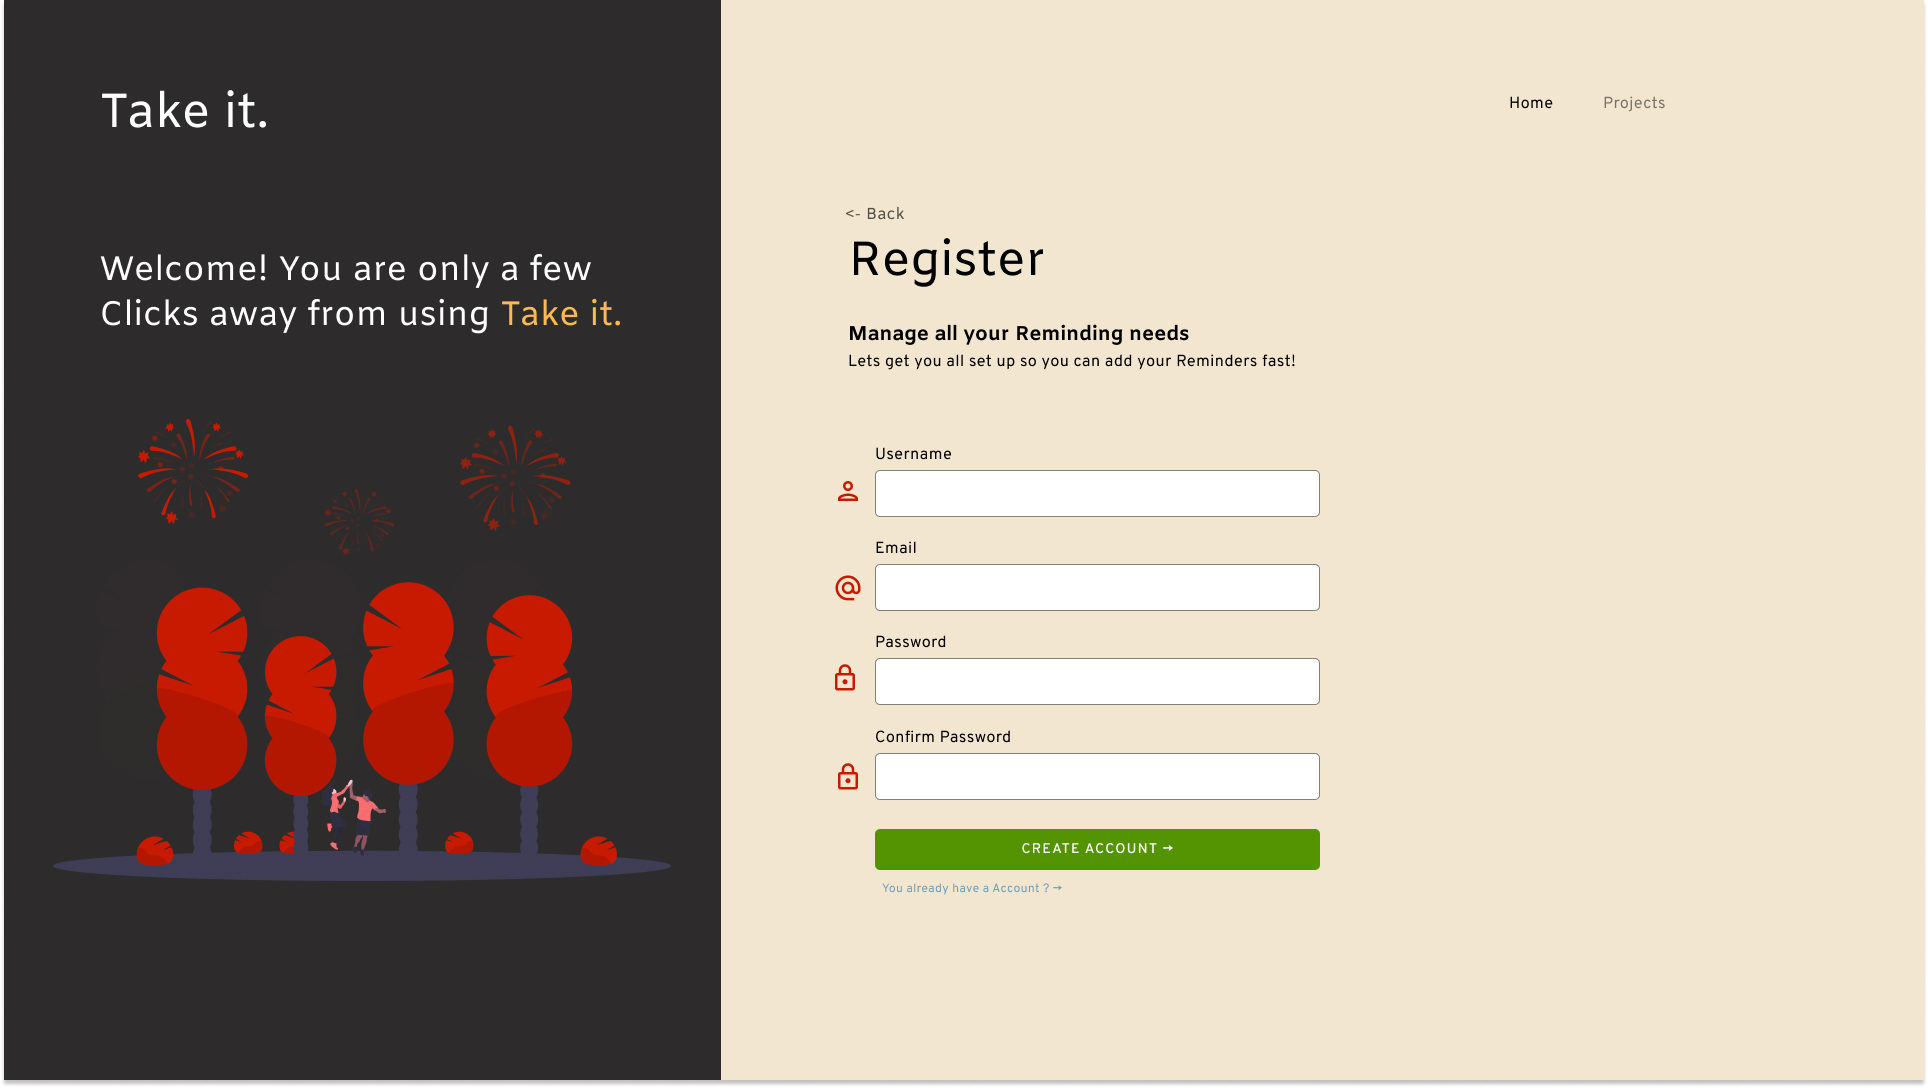 Take it.
Welcome! You are only a few
Clicks away from using Take it.
Home Projects
<- Back
Register
Manage all your Reminding needs
Lets get you all set up so you can add your Reminders fast!
Username
Email
Password
Confirm Password
CREATE ACCOUNT →
You already have a Account ? →